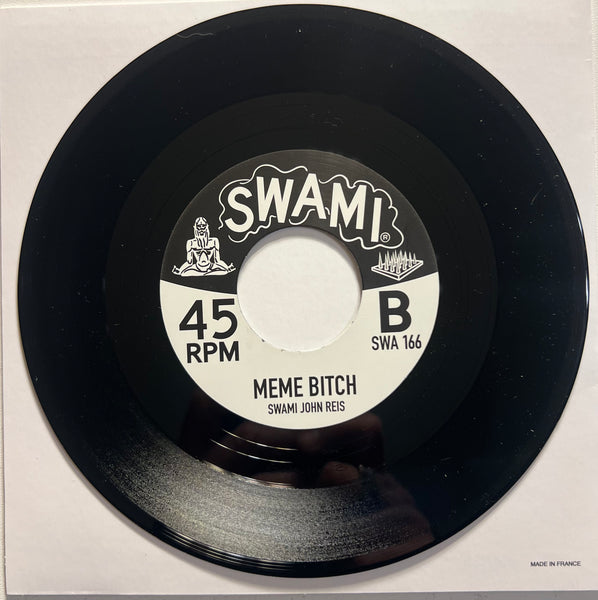 SWAMI®
45
RPM
B
SWA 166
MEME BITCH
SWAMI JOHN REIS
MADE IN FRANCE